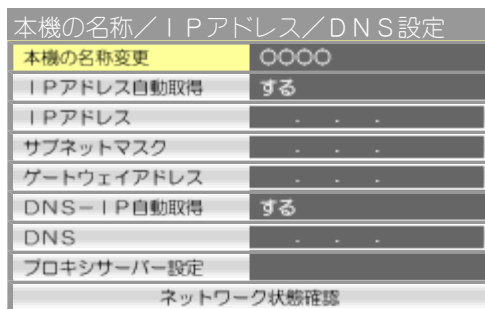 本機の名称／ＩＰアドレス／ＤＮＳ設定
本機の名称変更 ○○○○
ＩＰアドレス自動取得 する
ＩＰアドレス . . .
サブネットマスク . . .
ゲートウェイアドレス . . .
DNS－ＩＰ自動取得 する
DNS . . .
プロキシサーバー設定
ネットワーク状態確認